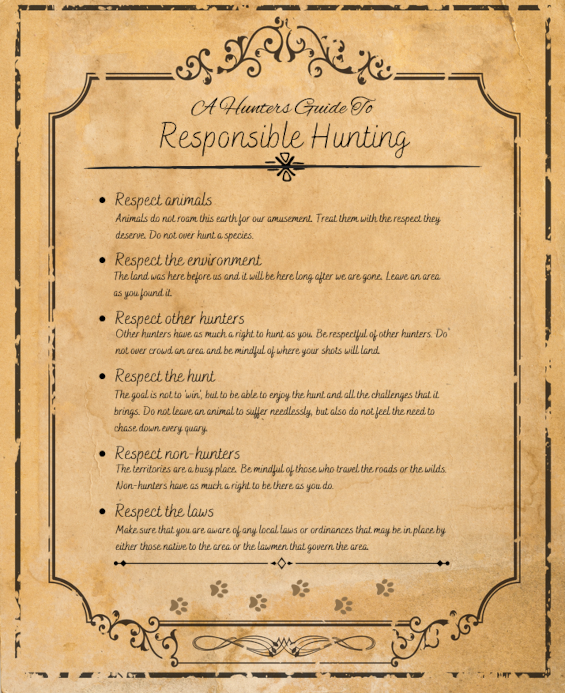 A Hunters Guide To
Responsible Hunting
• Respect animals
Animals do not roam this earth for our amusement. Treat them with the respect they
deserve. Do not over hunt a species.
• Respect the environment
The land was here before us and it will be here long after we are gone. Leave an area
as you found it.
• Respect other hunters
Other hunters have as much a right to hunt as you. Be respectful of other hunters. Do'
not over crowd an area and be mindful of where your shots will land.
• Respect the hunt
The goal is not to 'win', but to be able to enjoy the hunt and all the challenges that it
brings. Do not leave an animal to suffer needlessly, but also do not feel the need to
chase down every quary.
• Respect non-hunters
The territories are a busy place. Be mindful of those who travel the roads or the wilds.
Non-hunters have as much a right to be there as you do.
• Respect the laws
Make sure that you are aware of any local laws or ordinances that may be in place by
either those native to the area or the lawmen that govern the area.